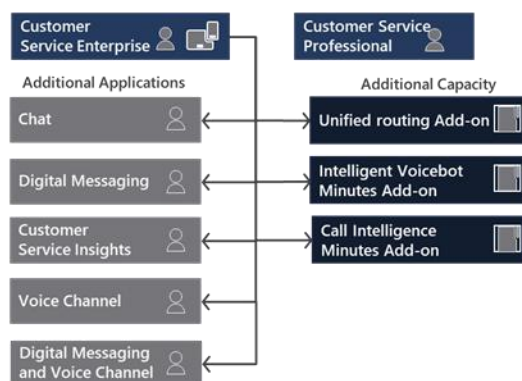 Customer
Service Enterprise
Customer Service
Professional
Additional Applications
Additional Capacity
Chat
Unified routing Add-on
Digital Messaging
Intelligent Voicebot
Minutes Add-on
Customer
Service Insights
Call Intelligence
Minutes Add-on
Voice Channel
Digital Messaging
and Voice Channel